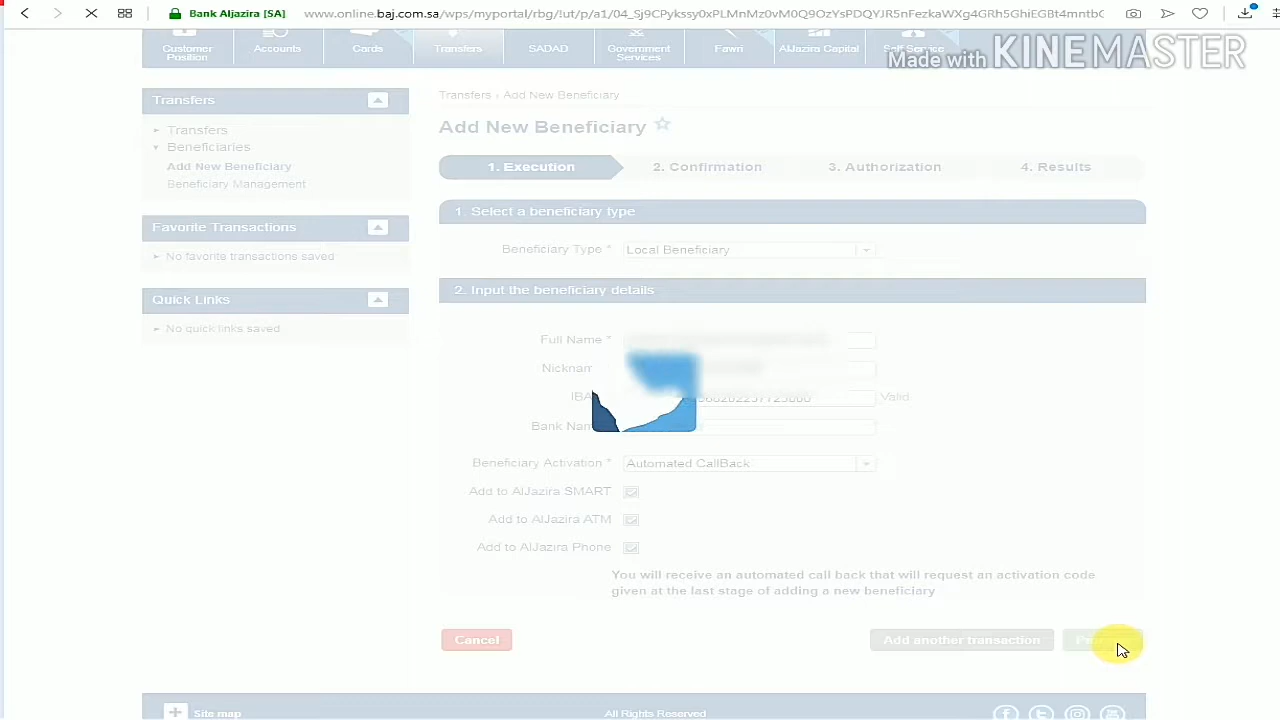 Bank AlJazira [SA]
www.online.baj.com.sa/wps/myportal/rbg/!ut/p/a1/04_Sj9CPykssy0xPLMnMz0vM0Q9OzYsPDQYJR5nFezkaWXg4GRh5GhiEGBt4mntb
Customer Position
Accounts
Cards
Transfers
SADAD
Government Services
Fawri
AlJazira Capital
Self Service
Made with KINEMASTER
Transfers
Transfers
Beneficiaries
Add New Beneficiary
Beneficiary Management
Favorite Transactions
No favorite transactions saved
Quick Links
No quick links saved
Transfers › Add New Beneficiary
Add New Beneficiary
1. Execution
2. Confirmation
3. Authorization
4. Results
1. Select a beneficiary type
Beneficiary Type * Local Beneficiary
2. Input the beneficiary details
Full Name *
Valid
Beneficiary Activation * Automated CallBack
Add to AlJazira SMART
Add to AlJazira ATM
Add to AlJazira Phone
You will receive an automated call back that will request an activation code
given at the last stage of adding a new beneficiary
Cancel
Add another transaction
Site map
All Rights Reserved